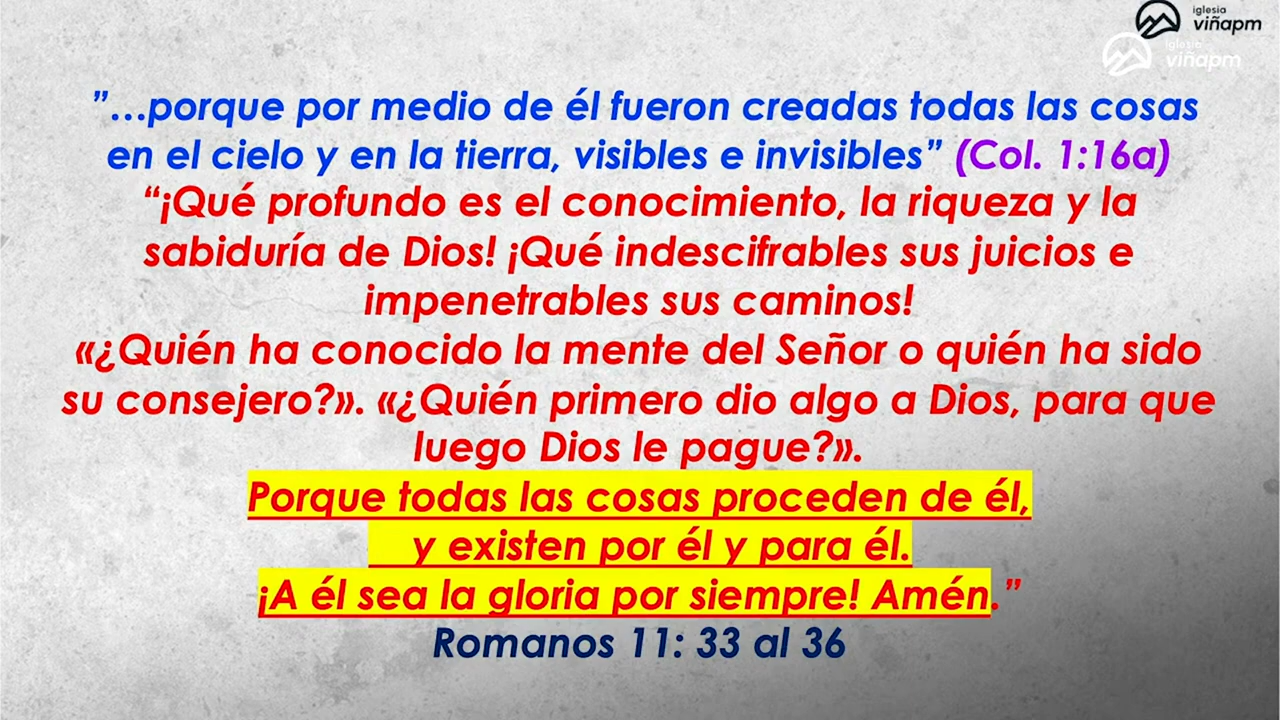 iglesia
viñapm
iglesia
viñapm
”...porque por medio de él fueron creadas todas las cosas
en el cielo y en la tierra, visibles e invisibles” (Col. 1:16a)
“¡Qué profundo es el conocimiento, la riqueza y la
sabiduría de Dios! ¡Qué indescifrables sus juicios e
impenetrables sus caminos!
«¿Quién ha conocido la mente del Señor o quién ha sido
su consejero?». «¿Quién primero dio algo a Dios, para que
luego Dios le pague?».
Porque todas las cosas proceden de él,
y existen por él y para él.
¡A él sea la gloria por siempre! Amén.”
Romanos 11: 33 al 36